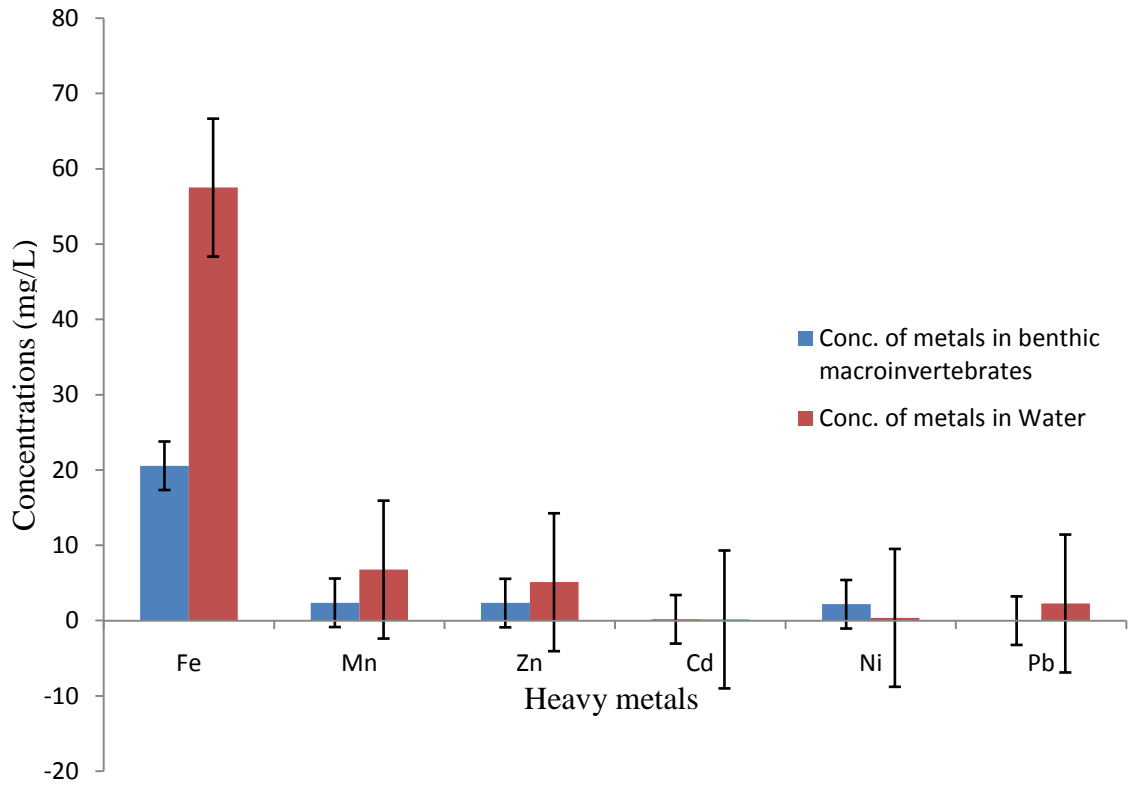 80
70
60
50
40
30
20
10
0
-10
-20
Concentrations (mg/L)
Fe Mn Zn Cd Ni Pb
Heavy metals
Conc. of metals in benthic
macroinvertebrates
Conc. of metals in Water